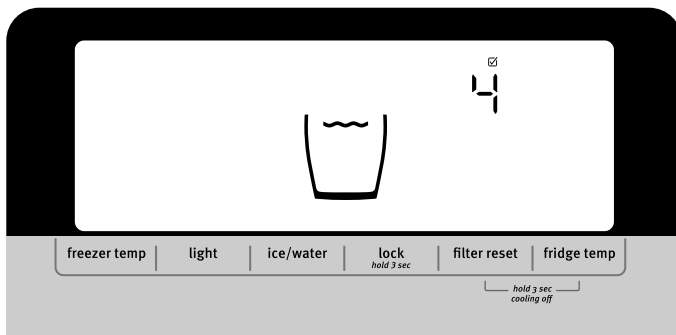 4
freezer temp light ice/water lock filter reset fridge temp
hold 3 sec
hold 3 sec
cooling off